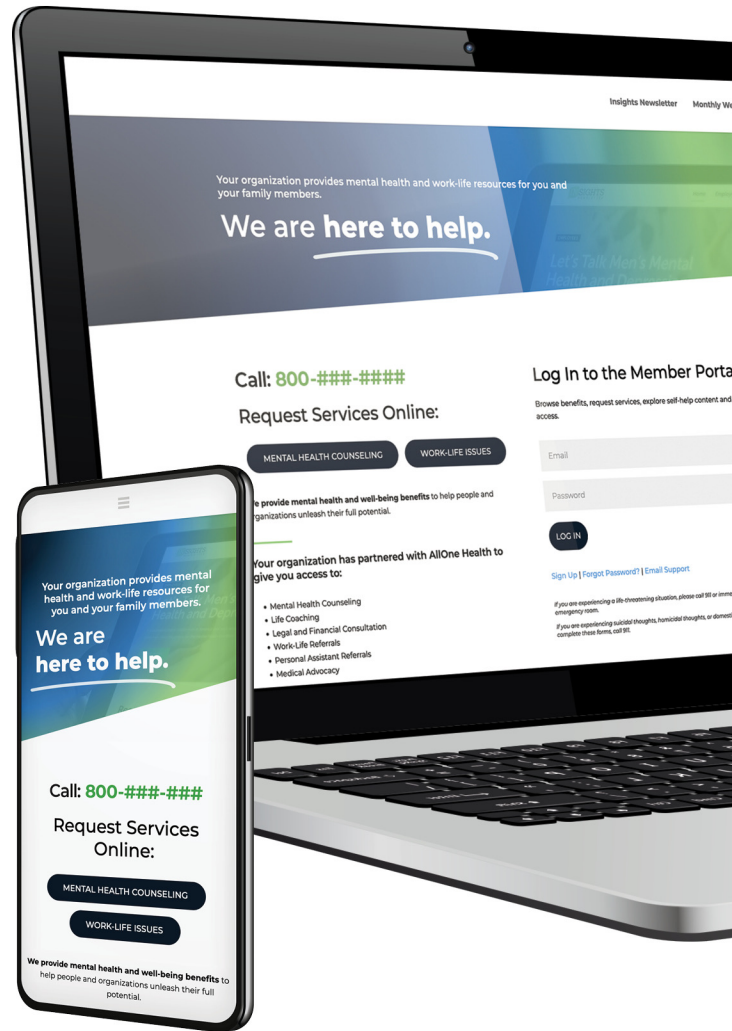 Insights Newsletter Monthly We
Your organization provides mental health and work-life resources for you and
your family members.
We are here to help.
Let's Talk Men's Mental
Call: 800-###-####
Request Services Online:
MENTAL HEALTH COUNSELING WORK-LIFE ISSUES
We provide mental health and well-being benefits to help people and
organizations unleash their full potential.
Your organization has partnered with AllOne Health to
give you access to:
• Mental Health Counseling
• Life Coaching
• Legal and Financial Consultation
• Work-Life Referrals
• Personal Assistant Referrals
• Medical Advocacy
Log In to the Member Porta
Browse benefits, request services, explore self-help content and
access.
Email
Password
LOG IN
Sign Up | Forgot Password? | Email Support
If you are experiencing a life-threatening situation, please call 911 or imme
emergency room.
If you are experiencing suicidal thoughts, homicidal thoughts, or domesti
complete these forms, call 911.
Your organization provides mental
health and work-life resources for
you and your family members.
We are
here to help.
Call: 800-###-###
Request Services
Online:
MENTAL HEALTH COUNSELING
WORK-LIFE ISSUES
We provide mental health and well-being benefits to
help people and organizations unleash their full
potential.